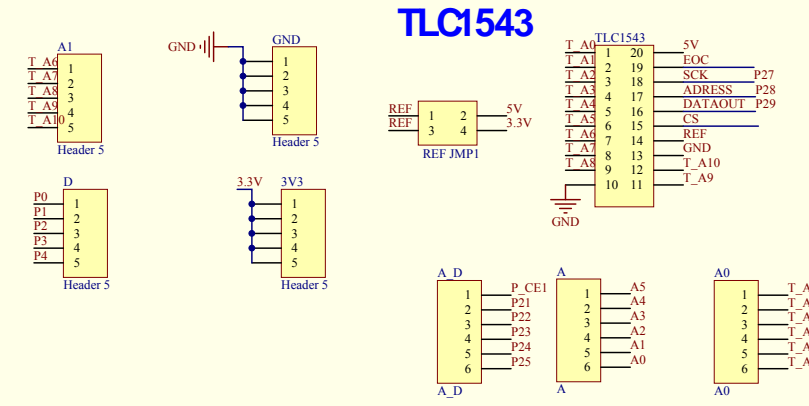 TLC1543
A1
T_A6 1
T_A7 2
T_A8 3
T_A9 4
T_A10 5
Header 5
GND
GND
1
2
3
4
5
Header 5
REF 1 2 5V
REF 3 4 3.3V
REF JMP1
TLC1543
T_A0 1 20 5V
T_A1 2 19 EOC
T_A2 3 18 SCK P27
T_A3 4 17 ADRESS P28
T_A4 5 16 DATAOUT P29
T_A5 6 15 CS
T_A6 7 14 REF
T_A7 8 13 GND
T_A8 9 12 T_A10
10 11 T_A9
GND
D
P0 1
P1 2
P2 3
P3 4
P4 5
Header 5
3.3V
3V3
1
2
3
4
5
Header 5
A_D
1 P_CE1
2 P21
3 P22
4 P23
5 P24
6 P25
A_D
A
1 A5
2 A4
3 A3
4 A2
5 A1
6 A0
A
A0
1 T_A
2 T_A
3 T_A
4 T_A
5 T_A
6 T_A
A0